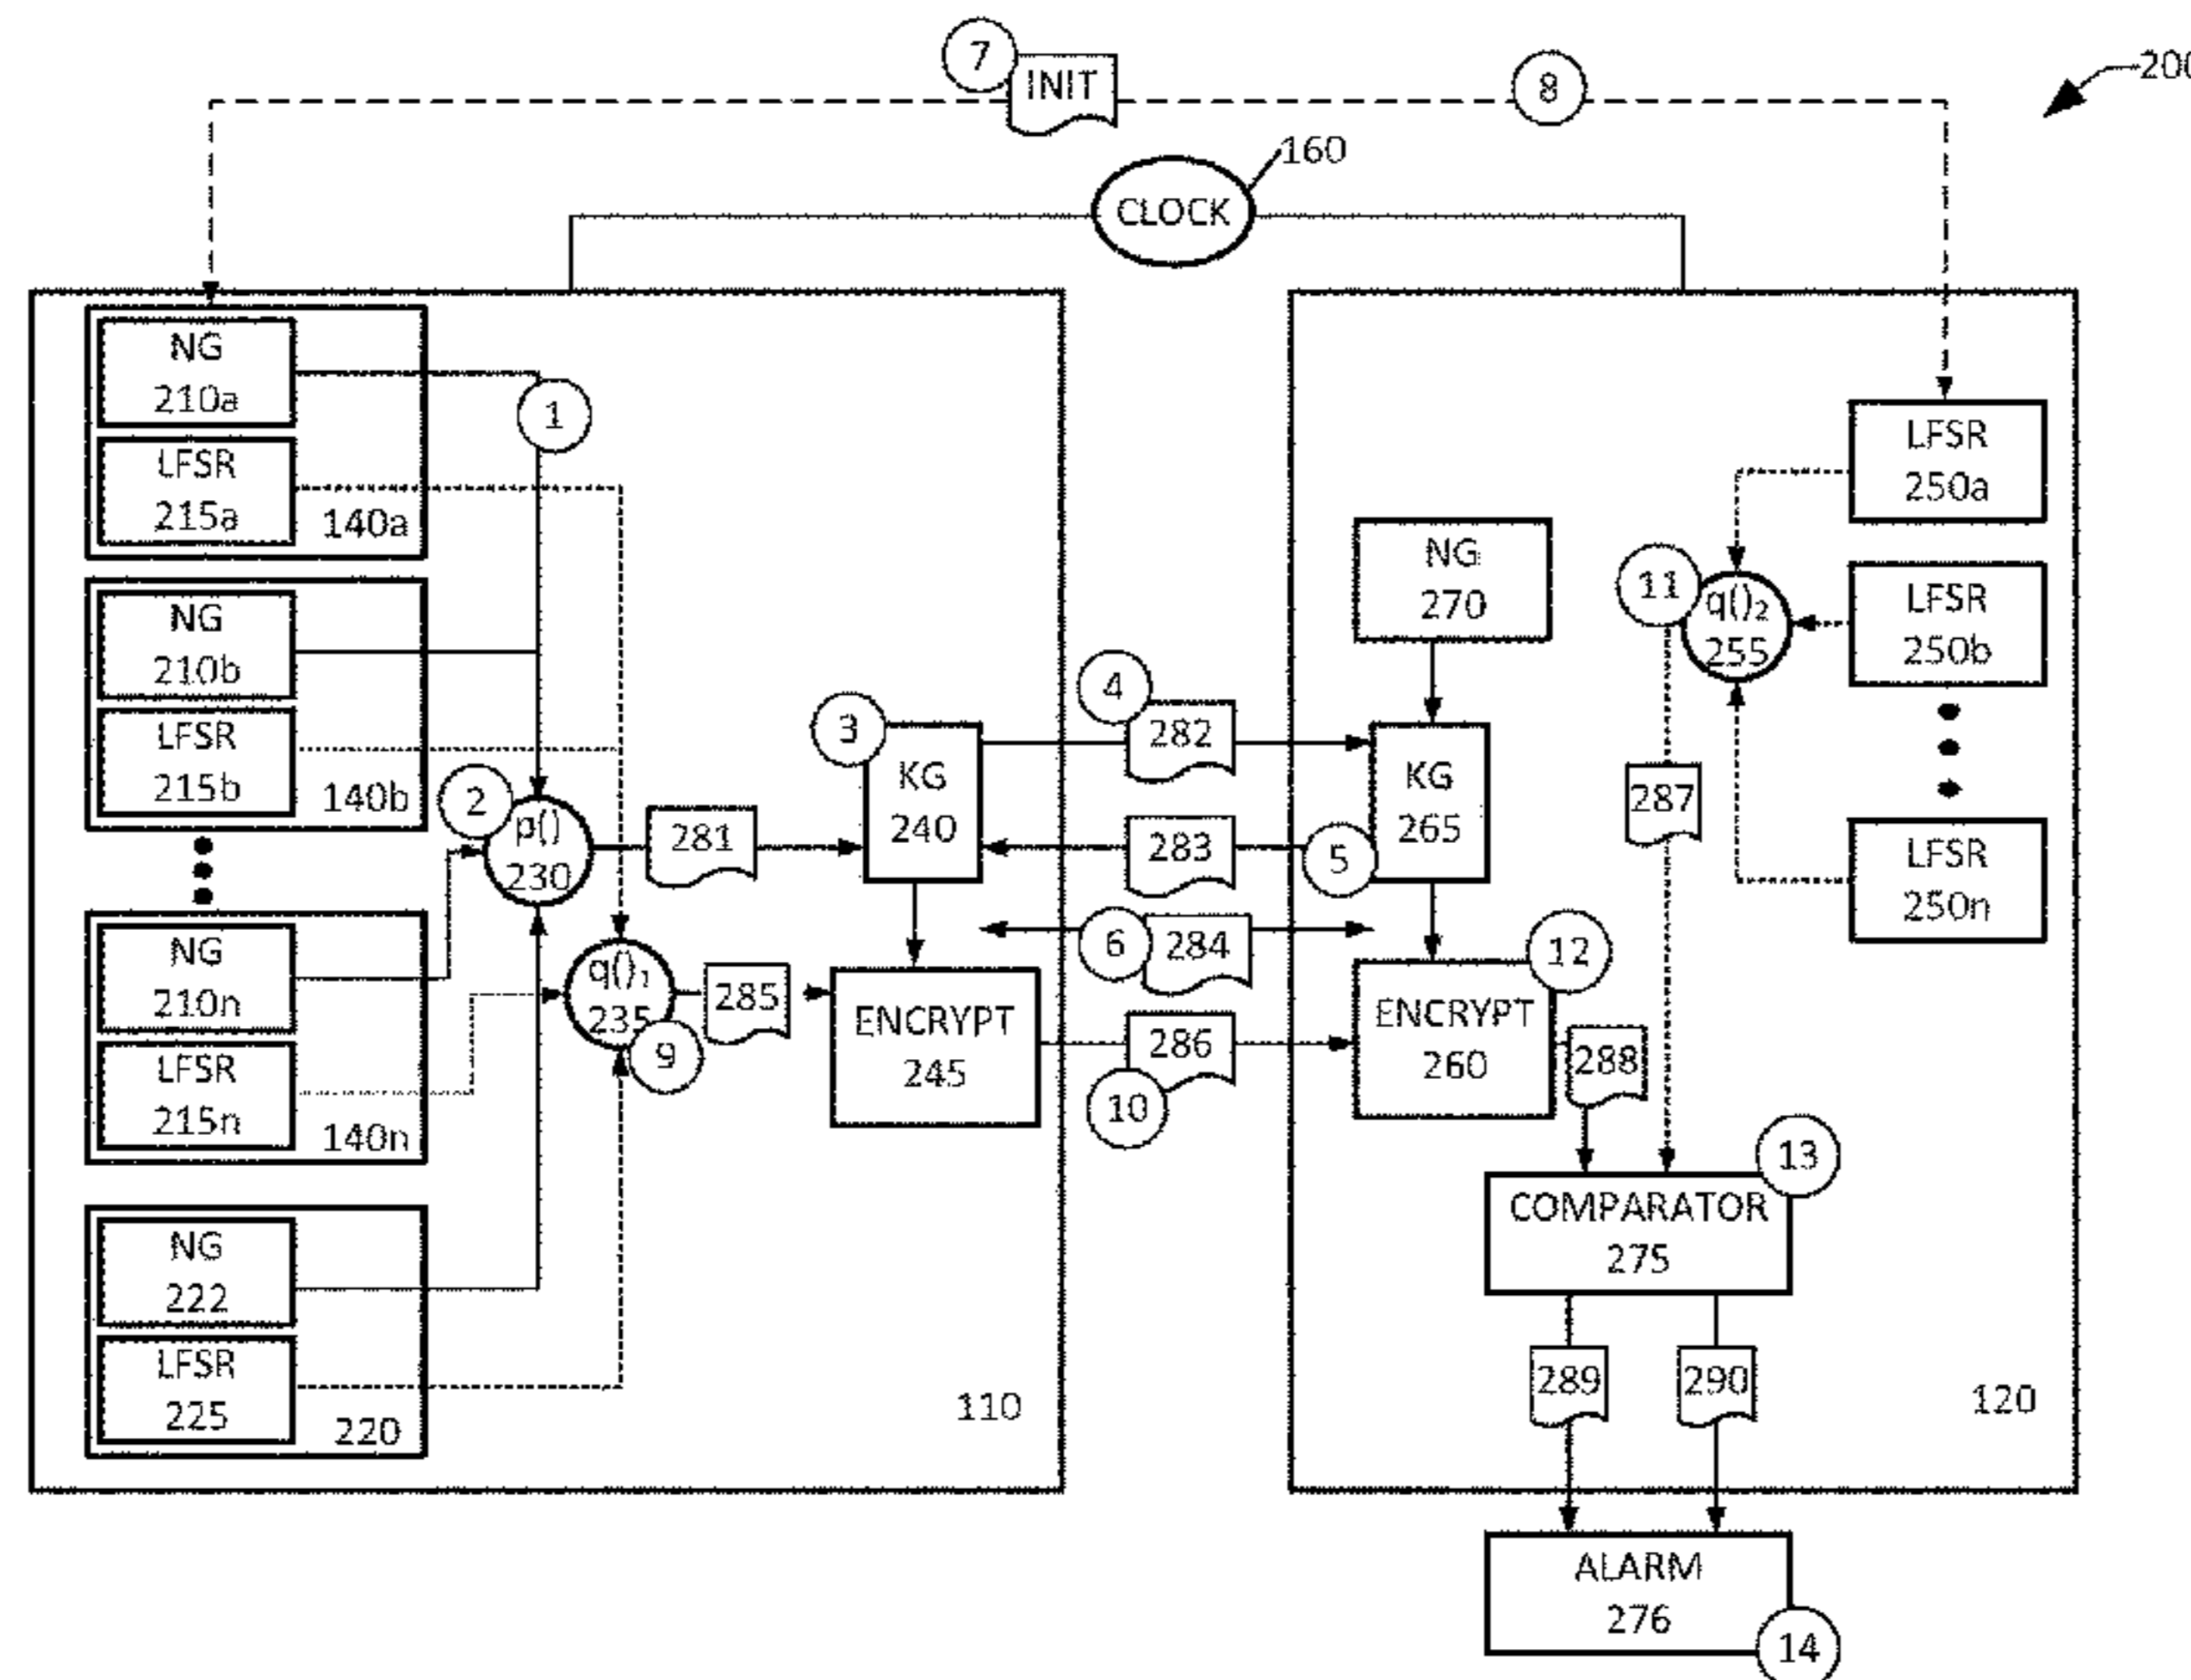 7
INIT
8
200
160
CLOCK
NG
210a
LFSR
215a
140a
1
NG
210b
LFSR
215b
140b
2
p()
230
281
3
KG
240
NG
210n
LFSR
215n
140n
q()₁
235
9
285
ENCRYPT
245
NG
222
LFSR
225
220
110
4
282
283
5
6
284
286
10
NG
270
KG
265
11
q()₂
255
LFSR
250a
LFSR
250b
LFSR
250n
287
12
ENCRYPT
260
288
13
COMPARATOR
275
289
290
120
ALARM
276
14